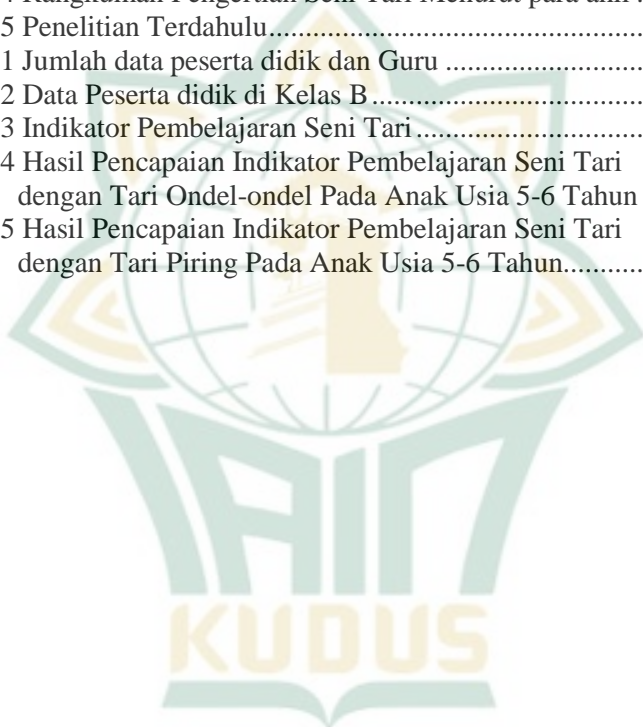 Rangkuman Pengertian Seni Tari Menurut para ahli .
5 Penelitian Terdahulu.....................................................
1 Jumlah data peserta didik dan Guru ............................
2 Data Peserta didik di Kelas B.......................................
3 Indikator Pembelajaran Seni Tari.................................
4 Hasil Pencapaian Indikator Pembelajaran Seni Tari
dengan Tari Ondel-ondel Pada Anak Usia 5-6 Tahun
5 Hasil Pencapaian Indikator Pembelajaran Seni Tari
dengan Tari Piring Pada Anak Usia 5-6 Tahun...........
IAIN
KUDUS